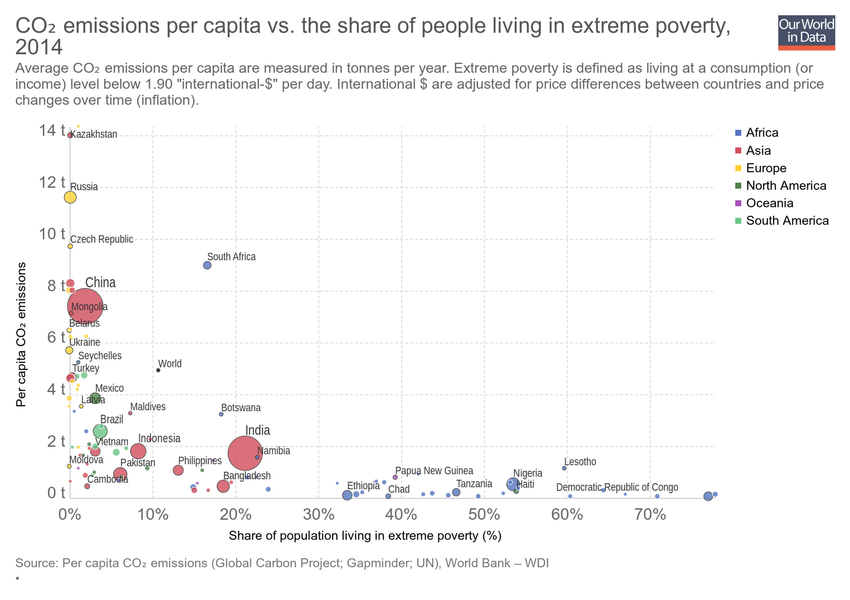 CO₂ emissions per capita vs. the share of people living in extreme poverty,
2014
Our World
in Data
Average CO₂ emissions per capita are measured in tonnes per year. Extreme poverty is defined as living at a consumption (or
income) level below 1.90 "international-$" per day. International $ are adjusted for price differences between countries and price
changes over time (inflation).
14 t
Kazakhstan
Africa
Asia
Europe
North America
Oceania
South America
12 t
Russia
10 t
Czech Republic
South Africa
8 t
China
Mongolia
Belarus
6 t
Ukraine
Seychelles
World
Turkey
4 t
Mexico
Latvia
Maldives
Botswana
Brazil
India
2 t
Vietnam
Indonesia
Namibia
Moldova
Pakistan
Philippines
Papua New Guinea
Lesotho
Cambodia
Bangladesh
Nigeria
Ethiopia
Chad
Tanzania
Haiti
Democratic Republic of Congo
0 t
0%
10%
20%
30%
40%
50%
60%
70%
Per capita CO₂ emissions
Share of population living in extreme poverty (%)
Source: Per capita CO₂ emissions (Global Carbon Project; Gapminder; UN), World Bank – WDI
•